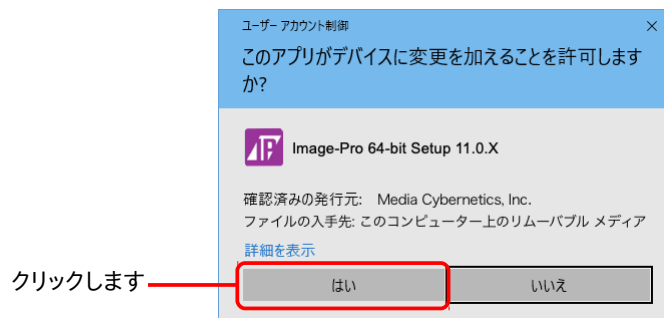 ユーザー アカウント制御
このアプリがデバイスに変更を加えることを許可します
か?
Image-Pro 64-bit Setup 11.0.X
確認済みの発行元: Media Cybernetics, Inc.
ファイルの入手先: このコンピューター上のリムーバブル メディア
詳細を表示
クリックします
はい
いいえ